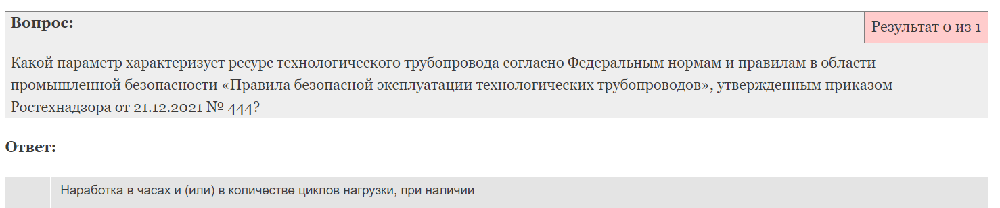 Вопрос:
Результат 0 из 1
Какой параметр характеризует ресурс технологического трубопровода согласно Федеральным нормам и правилам в области
промышленной безопасности «Правила безопасной эксплуатации технологических трубопроводов», утвержденным приказом
Ростехнадзора от 21.12.2021 № 444?
Ответ:
Наработка в часах и (или) в количестве циклов нагрузки, при наличии